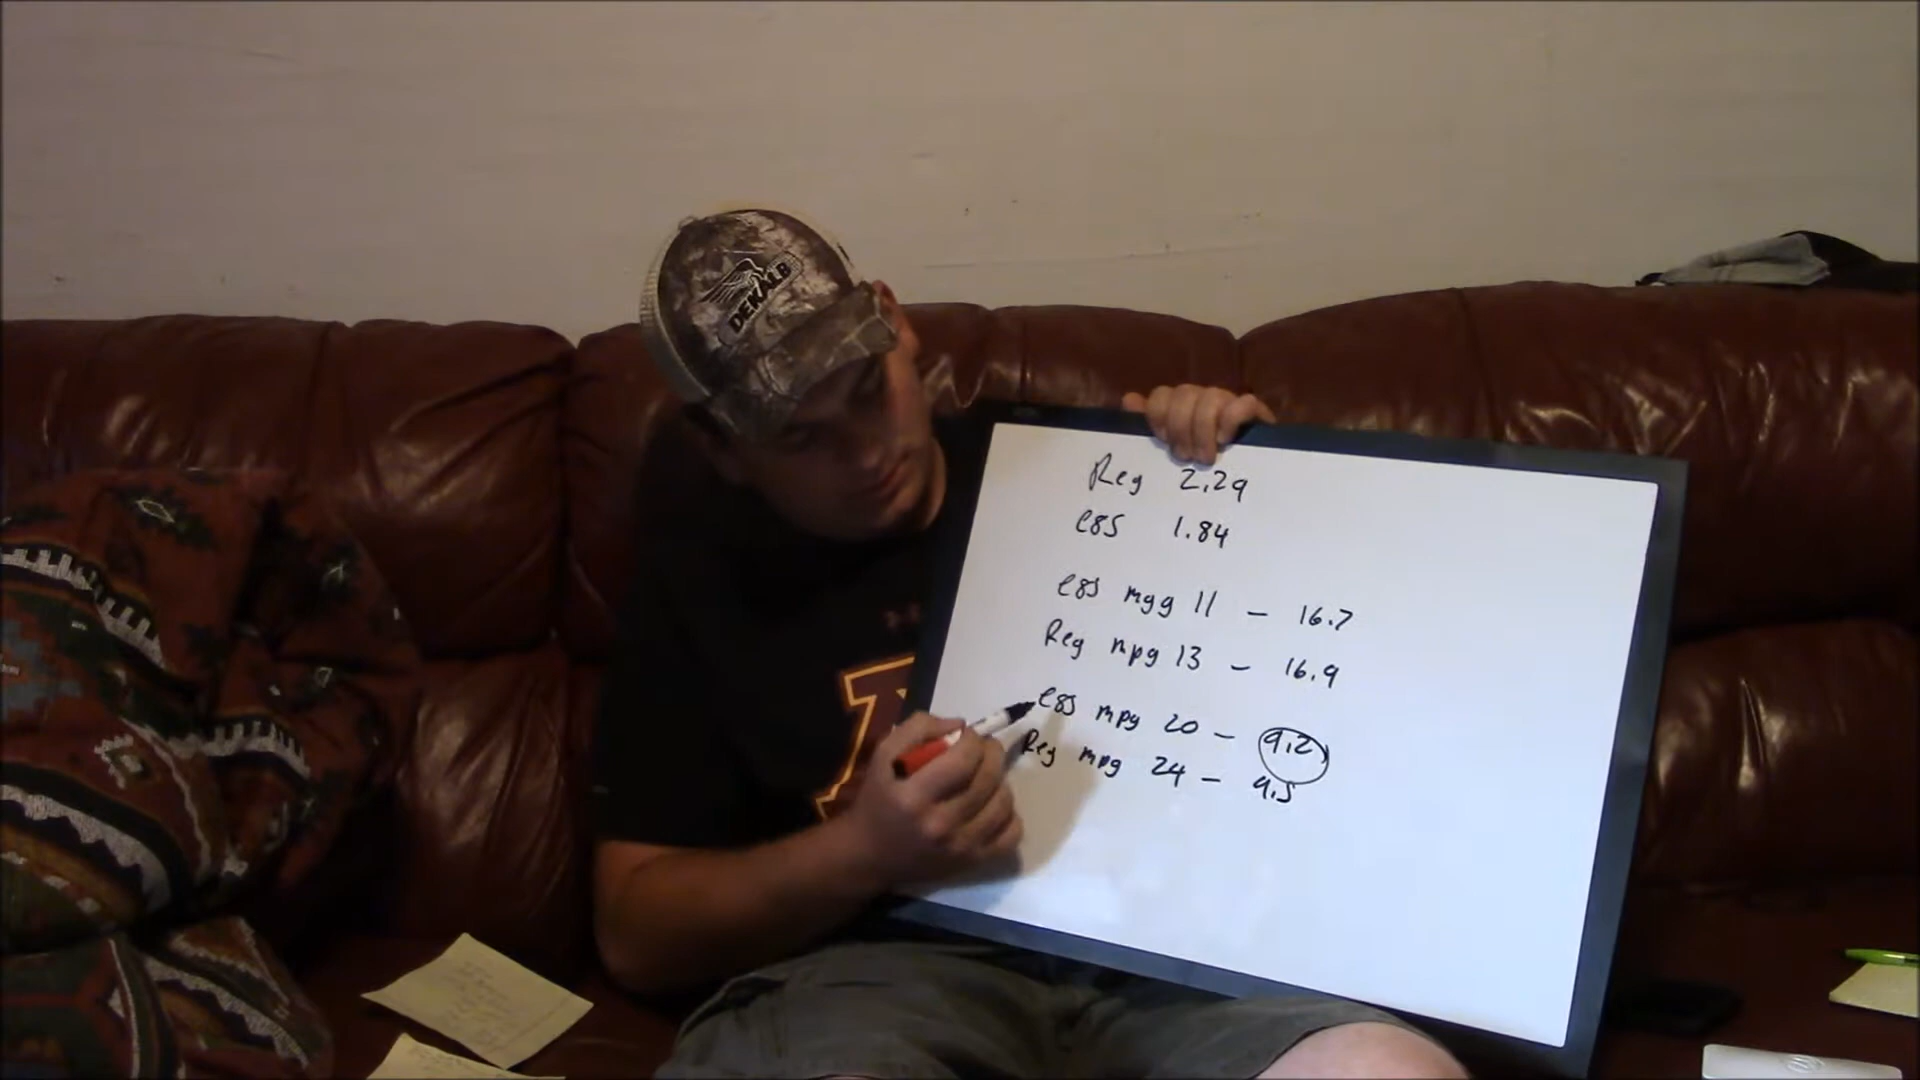 DEKALB
Reg 2.29
e85 1.84
e85 mgg 11 - 16.7
Reg mpg 13 - 16.9
e85 mpg 20 - 9.2
Reg mpg 24 - 9.5